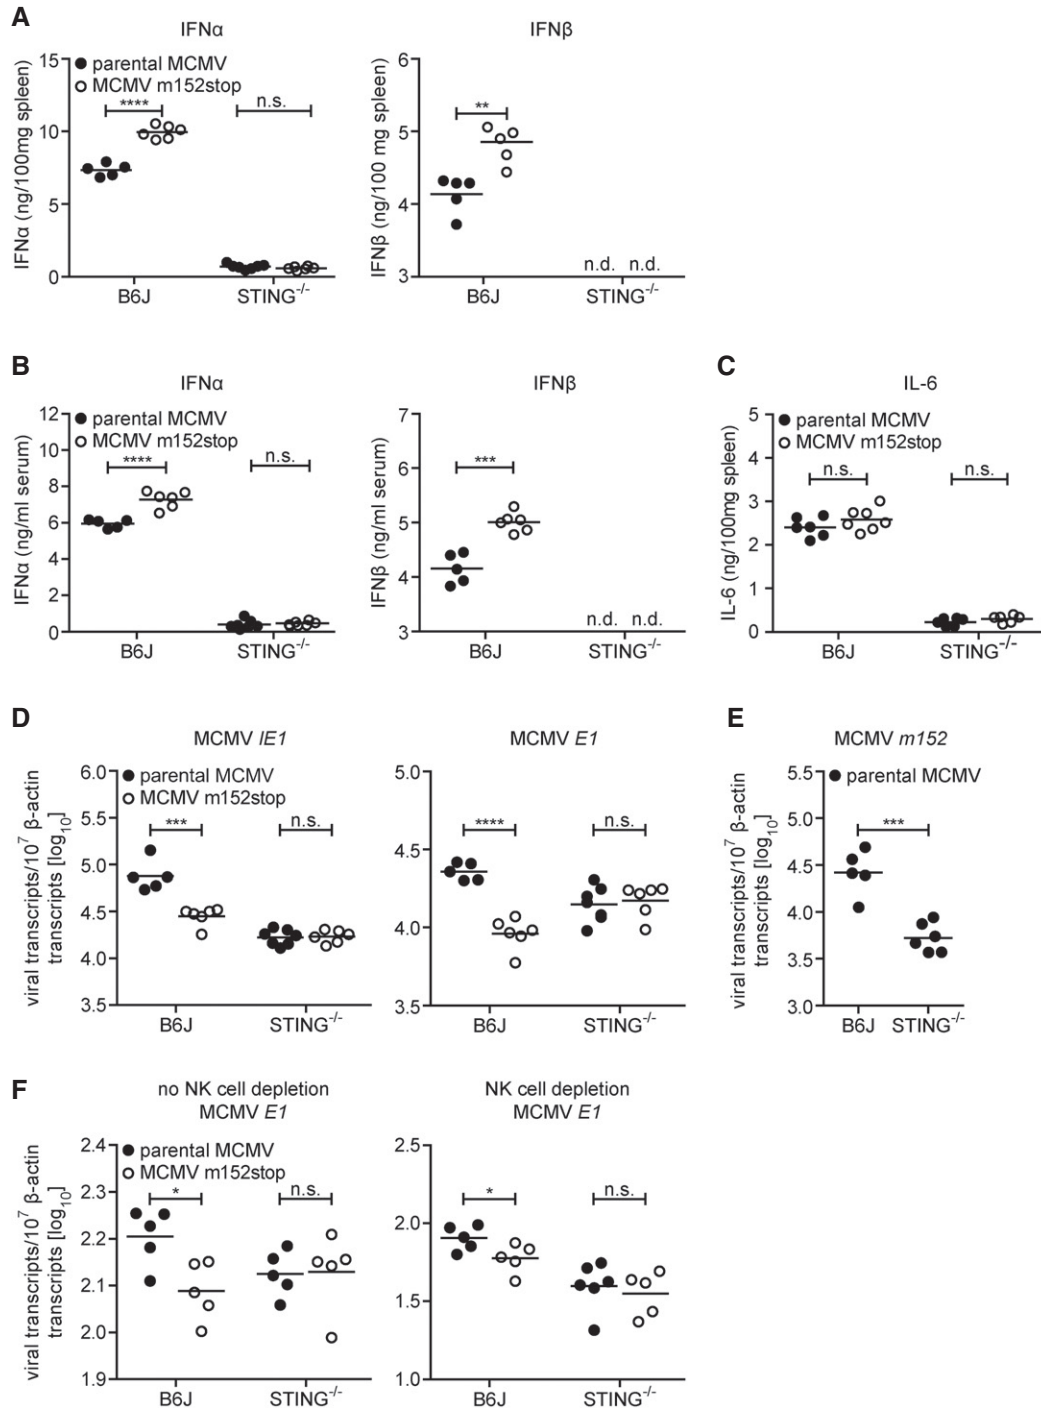 A
IFNα
IFNβ
IFNα (ng/100mg spleen)
15
10
5
0
parental MCMV
MCMV m152stop
****
n.s.
B6J
STING-/-
IFNβ (ng/100 mg spleen)
6
5
4
3
**
n.d. n.d.
B6J
STING-/-
B
IFNα
IFNβ
IFNα (ng/ml serum)
12
10
8
6
4
2
0
parental MCMV
MCMV m152stop
****
n.s.
B6J
STING-/-
IFNβ (ng/ml serum)
7
6
5
4
3
***
n.d. n.d.
B6J
STING-/-
C
IL-6
IL-6 (ng/100mg spleen)
5
4
3
2
1
0
parental MCMV
MCMV m152stop
n.s.
n.s.
B6J
STING-/-
D
MCMV IE1
viral transcripts/10⁷ β-actin
transcripts [log₁₀]
6.0
5.5
5.0
4.5
4.0
3.5
parental MCMV
MCMV m152stop
***
n.s.
B6J
STING-/-
MCMV E1
5.0
4.5
4.0
3.5
****
n.s.
B6J
STING-/-
E
MCMV m152
viral transcripts/10⁷ β-actin
transcripts [log₁₀]
5.5
5.0
4.5
4.0
3.5
3.0
parental MCMV
***
B6J
STING-/-
F
no NK cell depletion
MCMV E1
viral transcripts/10⁷ β-actin
transcripts [log₁₀]
2.4
2.3
2.2
2.1
2.0
1.9
parental MCMV
MCMV m152stop
*
n.s.
B6J
STING-/-
NK cell depletion
MCMV E1
2.5
2.0
1.5
1.0
*
n.s.
B6J
STING-/-